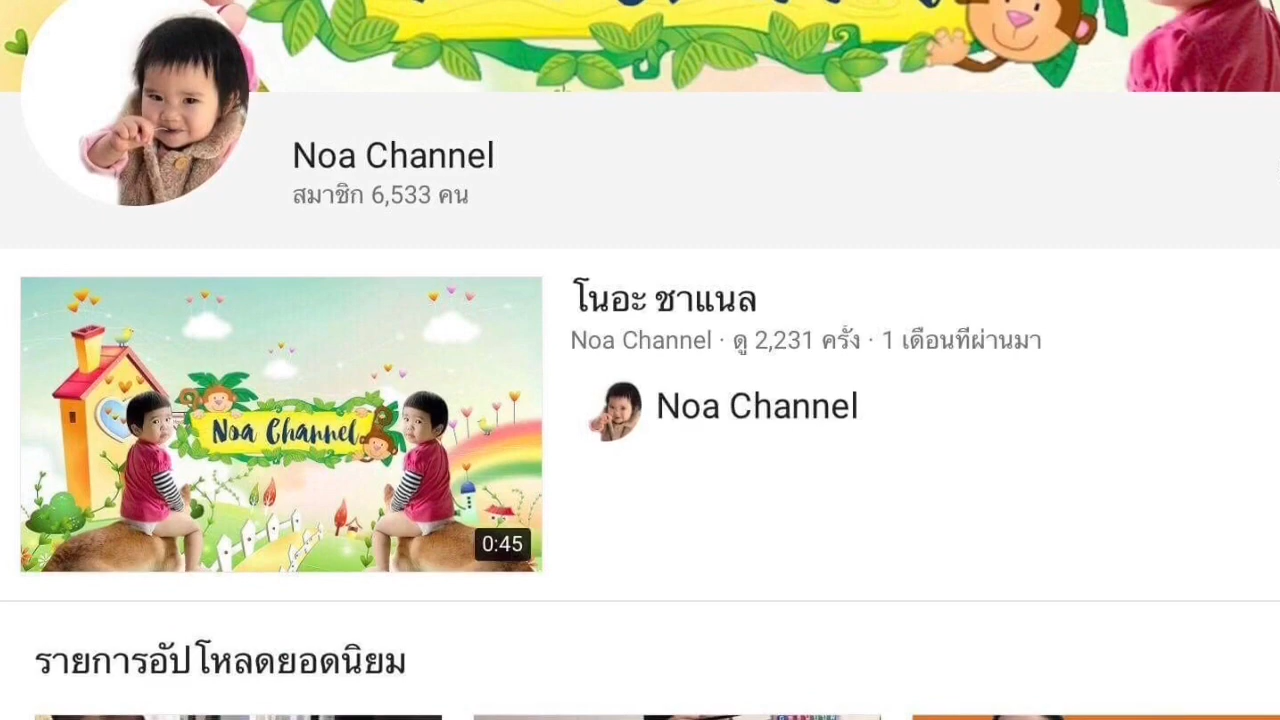 Noa Channel
สมาชิก 6,533 คน
โนอะ ชาแนล
Noa Channel · ดู 2,231 ครั้ง · 1 เดือนที่ผ่านมา
Noa Channel
Noa Channel
0:45
รายการอัปโหลดยอดนิยม